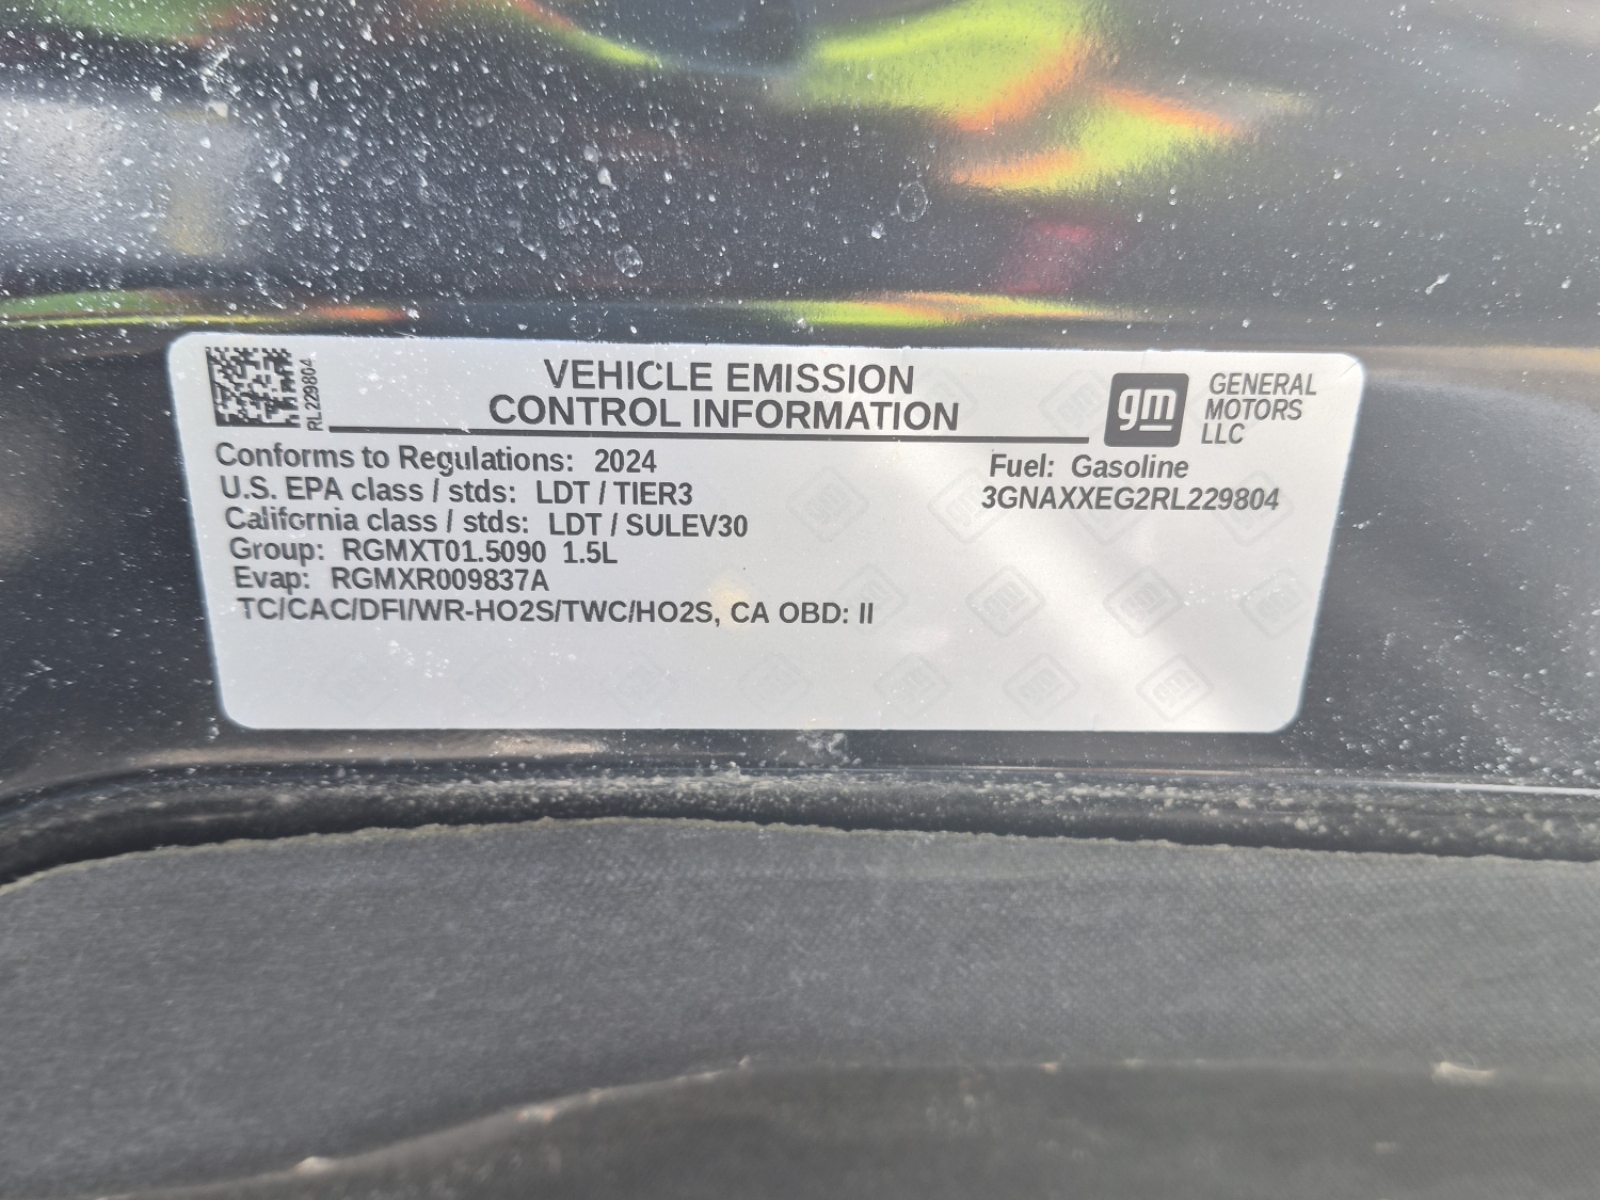 RL229804
VEHICLE EMISSION
CONTROL INFORMATION
gm
GENERAL
MOTORS
LLC
Conforms to Regulations: 2024
U.S. EPA class / stds: LDT / TIER3
California class / stds: LDT / SULEV30
Group: RGMXT01.5090 1.5L
Evap: RGMXR009837A
TC/CAC/DFI/WR-HO2S/TWC/HO2S, CA OBD: II
Fuel: Gasoline
3GNAXXEG2RL229804